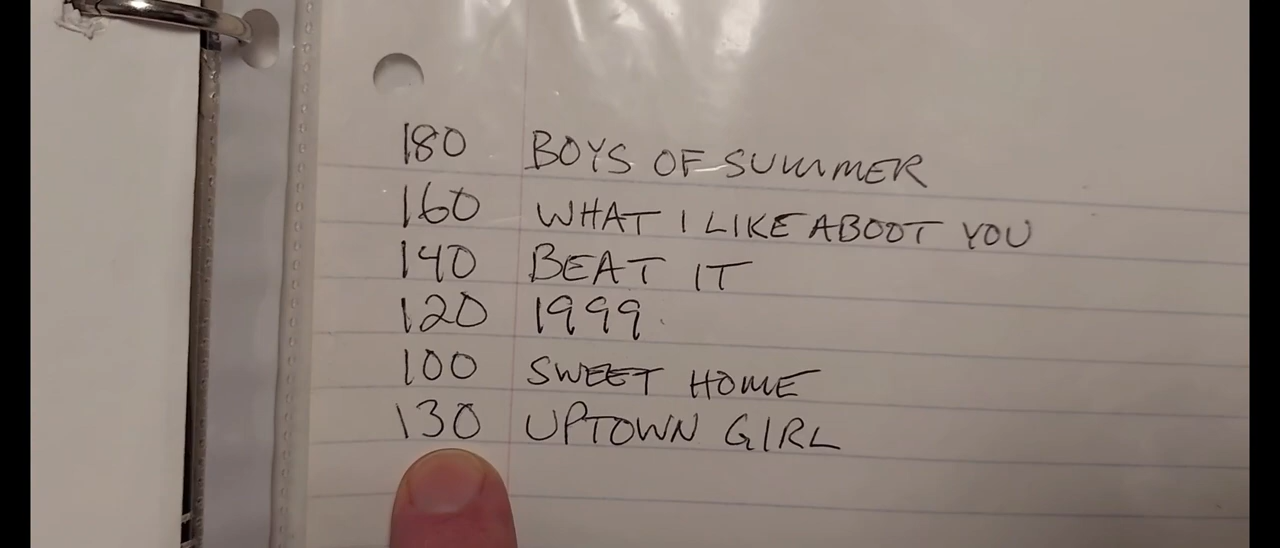 180 BOYS OF SUMMER
160 WHAT I LIKE ABOUT YOU
140 BEAT IT
120 1999
100 SWEET HOME
130 UPTOWN GIRL